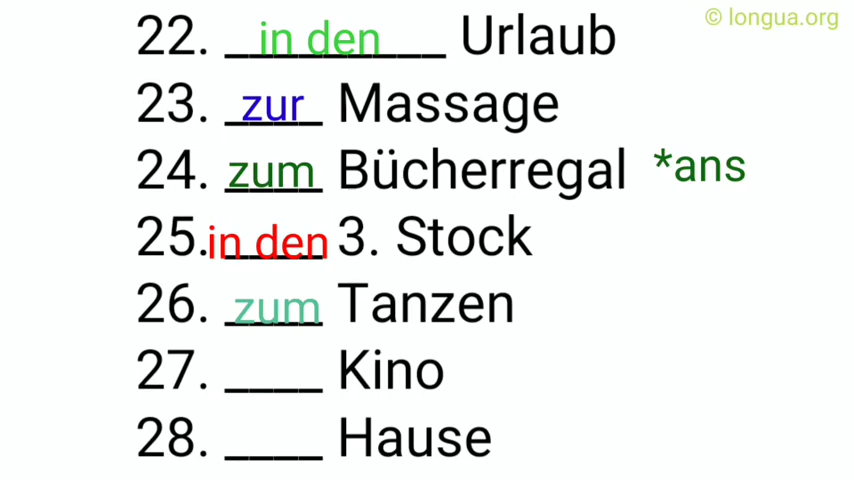 © longua.org
22. in den Urlaub
23. zur Massage
24. zum Bücherregal *ans
25. in den 3. Stock
26. zum Tanzen
27. ____ Kino
28. ____ Hause